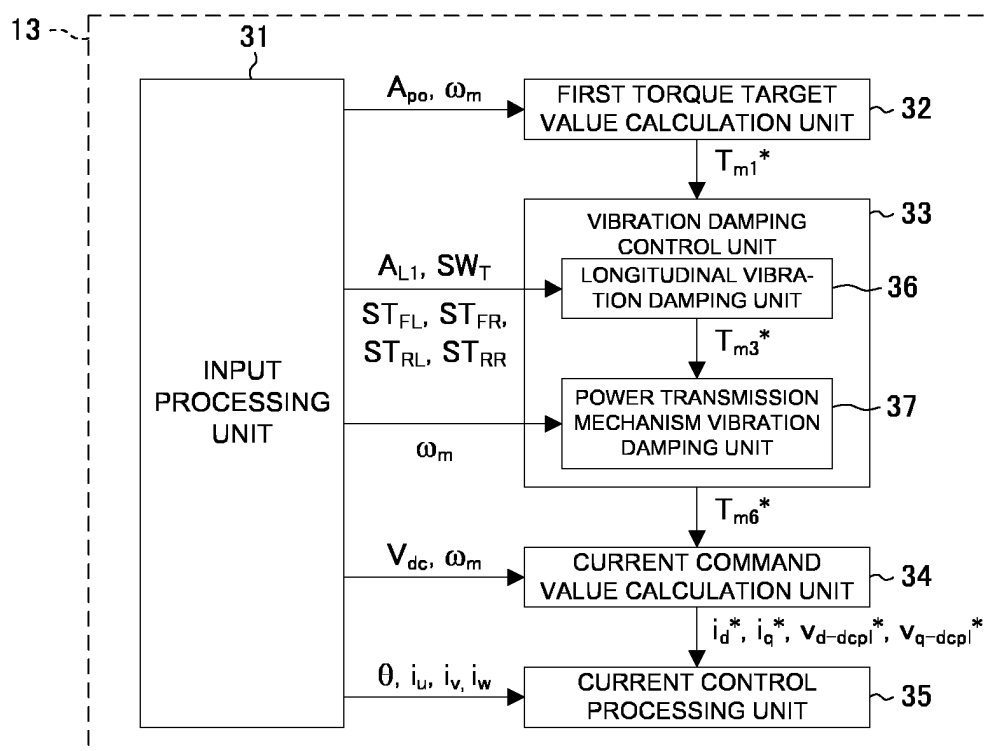 13
31
INPUT
PROCESSING
UNIT
A_po, ω_m
FIRST TORQUE TARGET
VALUE CALCULATION UNIT
32
T_m1*
33
VIBRATION DAMPING
CONTROL UNIT
A_L1, SW_T
ST_FL, ST_FR,
ST_RL, ST_RR
LONGITUDINAL VIBRA-
TION DAMPING UNIT
36
T_m3*
ω_m
POWER TRANSMISSION
MECHANISM VIBRATION
DAMPING UNIT
37
T_m6*
V_dc, ω_m
CURRENT COMMAND
VALUE CALCULATION UNIT
34
i_d*, i_q*, v_d-dcpl*, v_q-dcpl*
θ, i_u, i_v, i_w
CURRENT CONTROL
PROCESSING UNIT
35